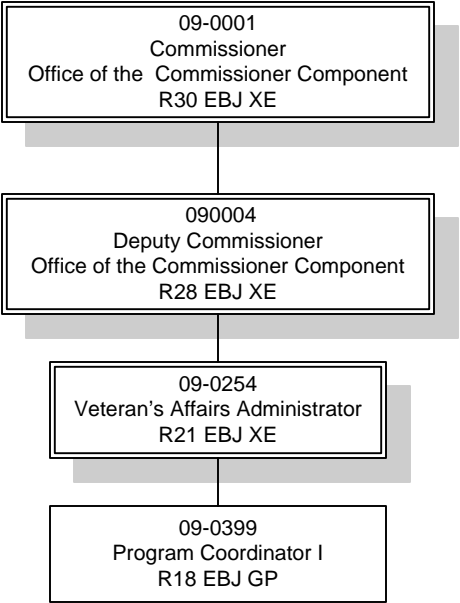 09-0001
Commissioner
Office of the Commissioner Component
R30 EBJ XE
090004
Deputy Commissioner
Office of the Commissioner Component
R28 EBJ XE
09-0254
Veteran’s Affairs Administrator
R21 EBJ XE
09-0399
Program Coordinator I
R18 EBJ GP